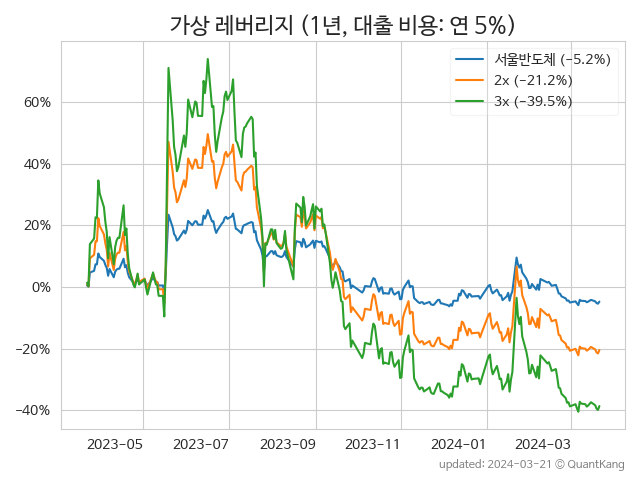 가상 레버리지 (1년, 대출 비용: 연 5%)
서울반도체 (−5.2%)
2x (−21.2%)
3x (−39.5%)
60%
40%
20%
0%
−20%
−40%
2023−05 2023−07 2023−09 2023−11 2024−01 2024−03
updated: 2024−03−21 © QuantKang